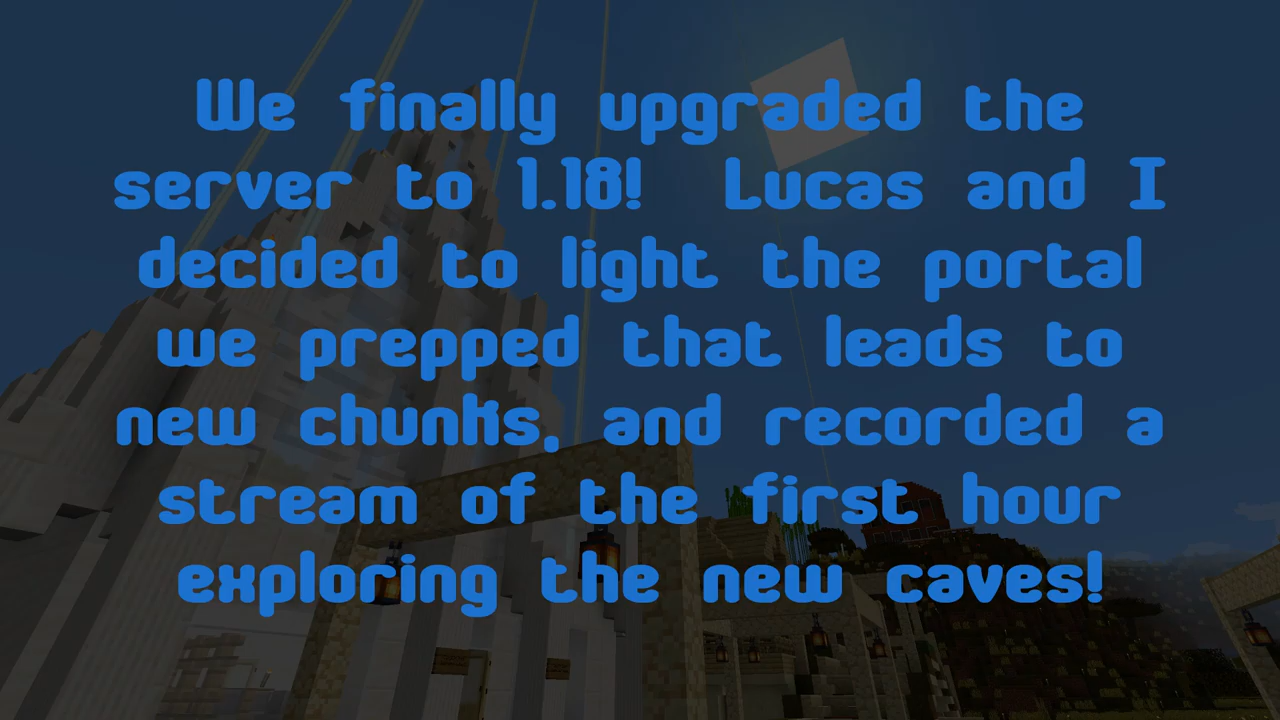 We finally upgraded the
server to 1.18!  Lucas and I
decided to light the portal
we prepped that leads to
new chunks, and recorded a
stream of the first hour
exploring the new caves!